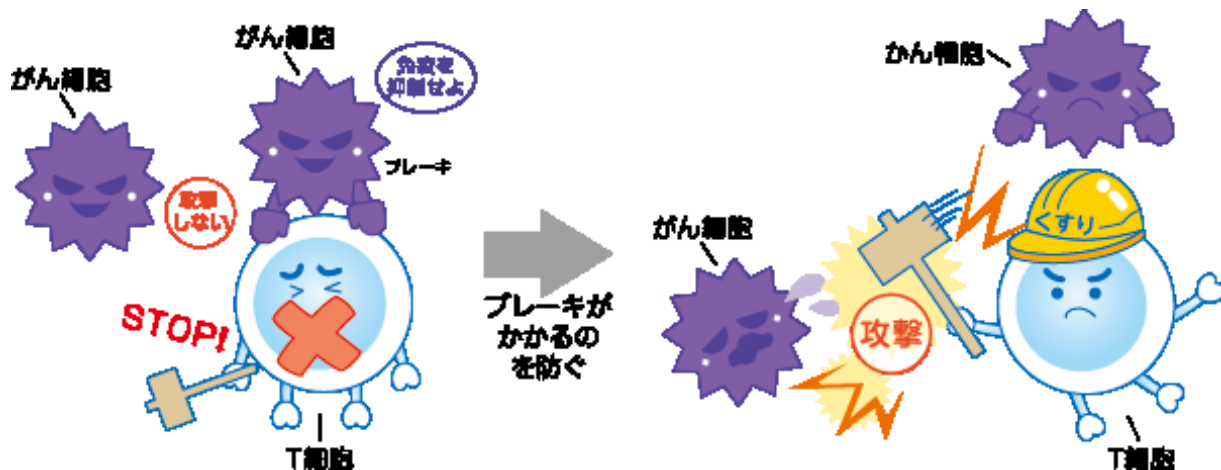 がん細胞
がん細胞
免疫を
抑制せよ
ブレーキ
攻撃
しない
STOP!
T細胞
ブレーキが
かかるの
を防ぐ
がん細胞
くすり
がん細胞
攻撃
T細胞